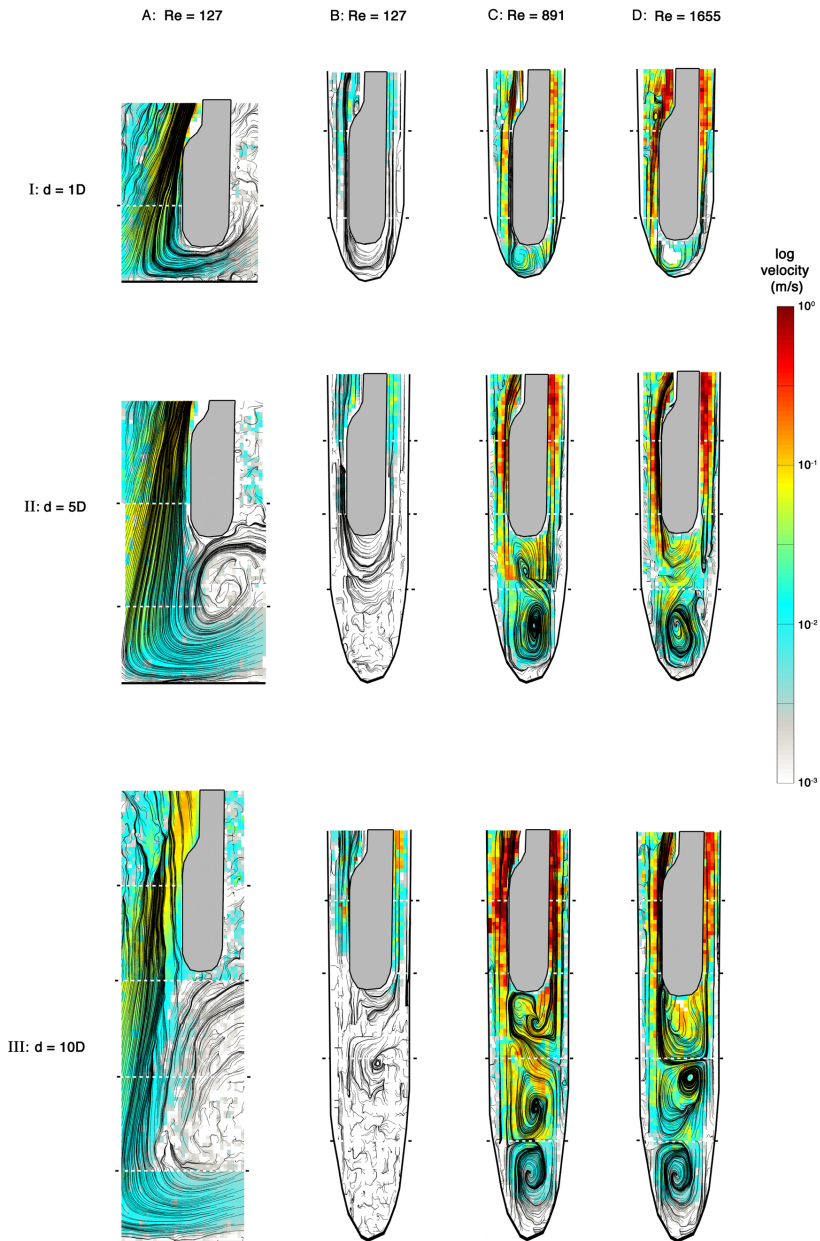 A: Re = 127
B: Re = 127
C: Re = 891
D: Re = 1655
I: d = 1D
log
velocity
(m/s)
10⁰
II: d = 5D
10⁻¹
10⁻²
10⁻³
III: d = 10D